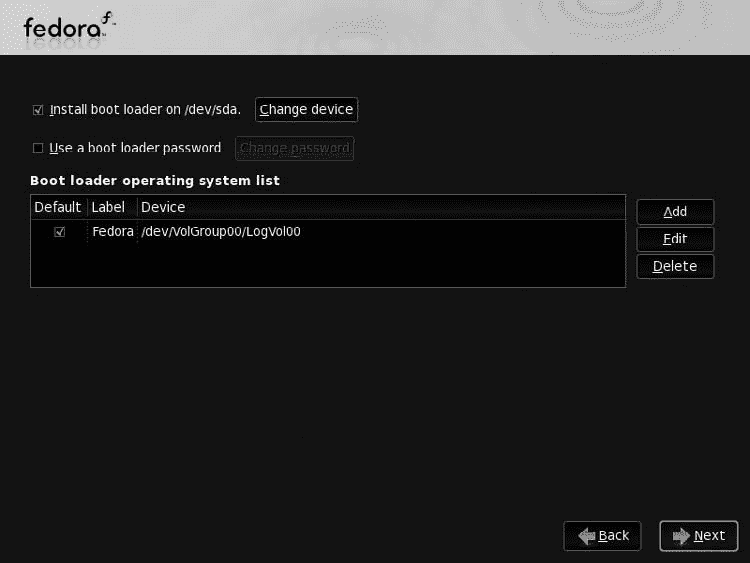 fedora
Install boot loader on /dev/sda. Change device
Use a boot loader password Change password
Boot loader operating system list
Default Label Device
Fedora /dev/VolGroup00/LogVol00
Add
Edit
Delete
Back Next